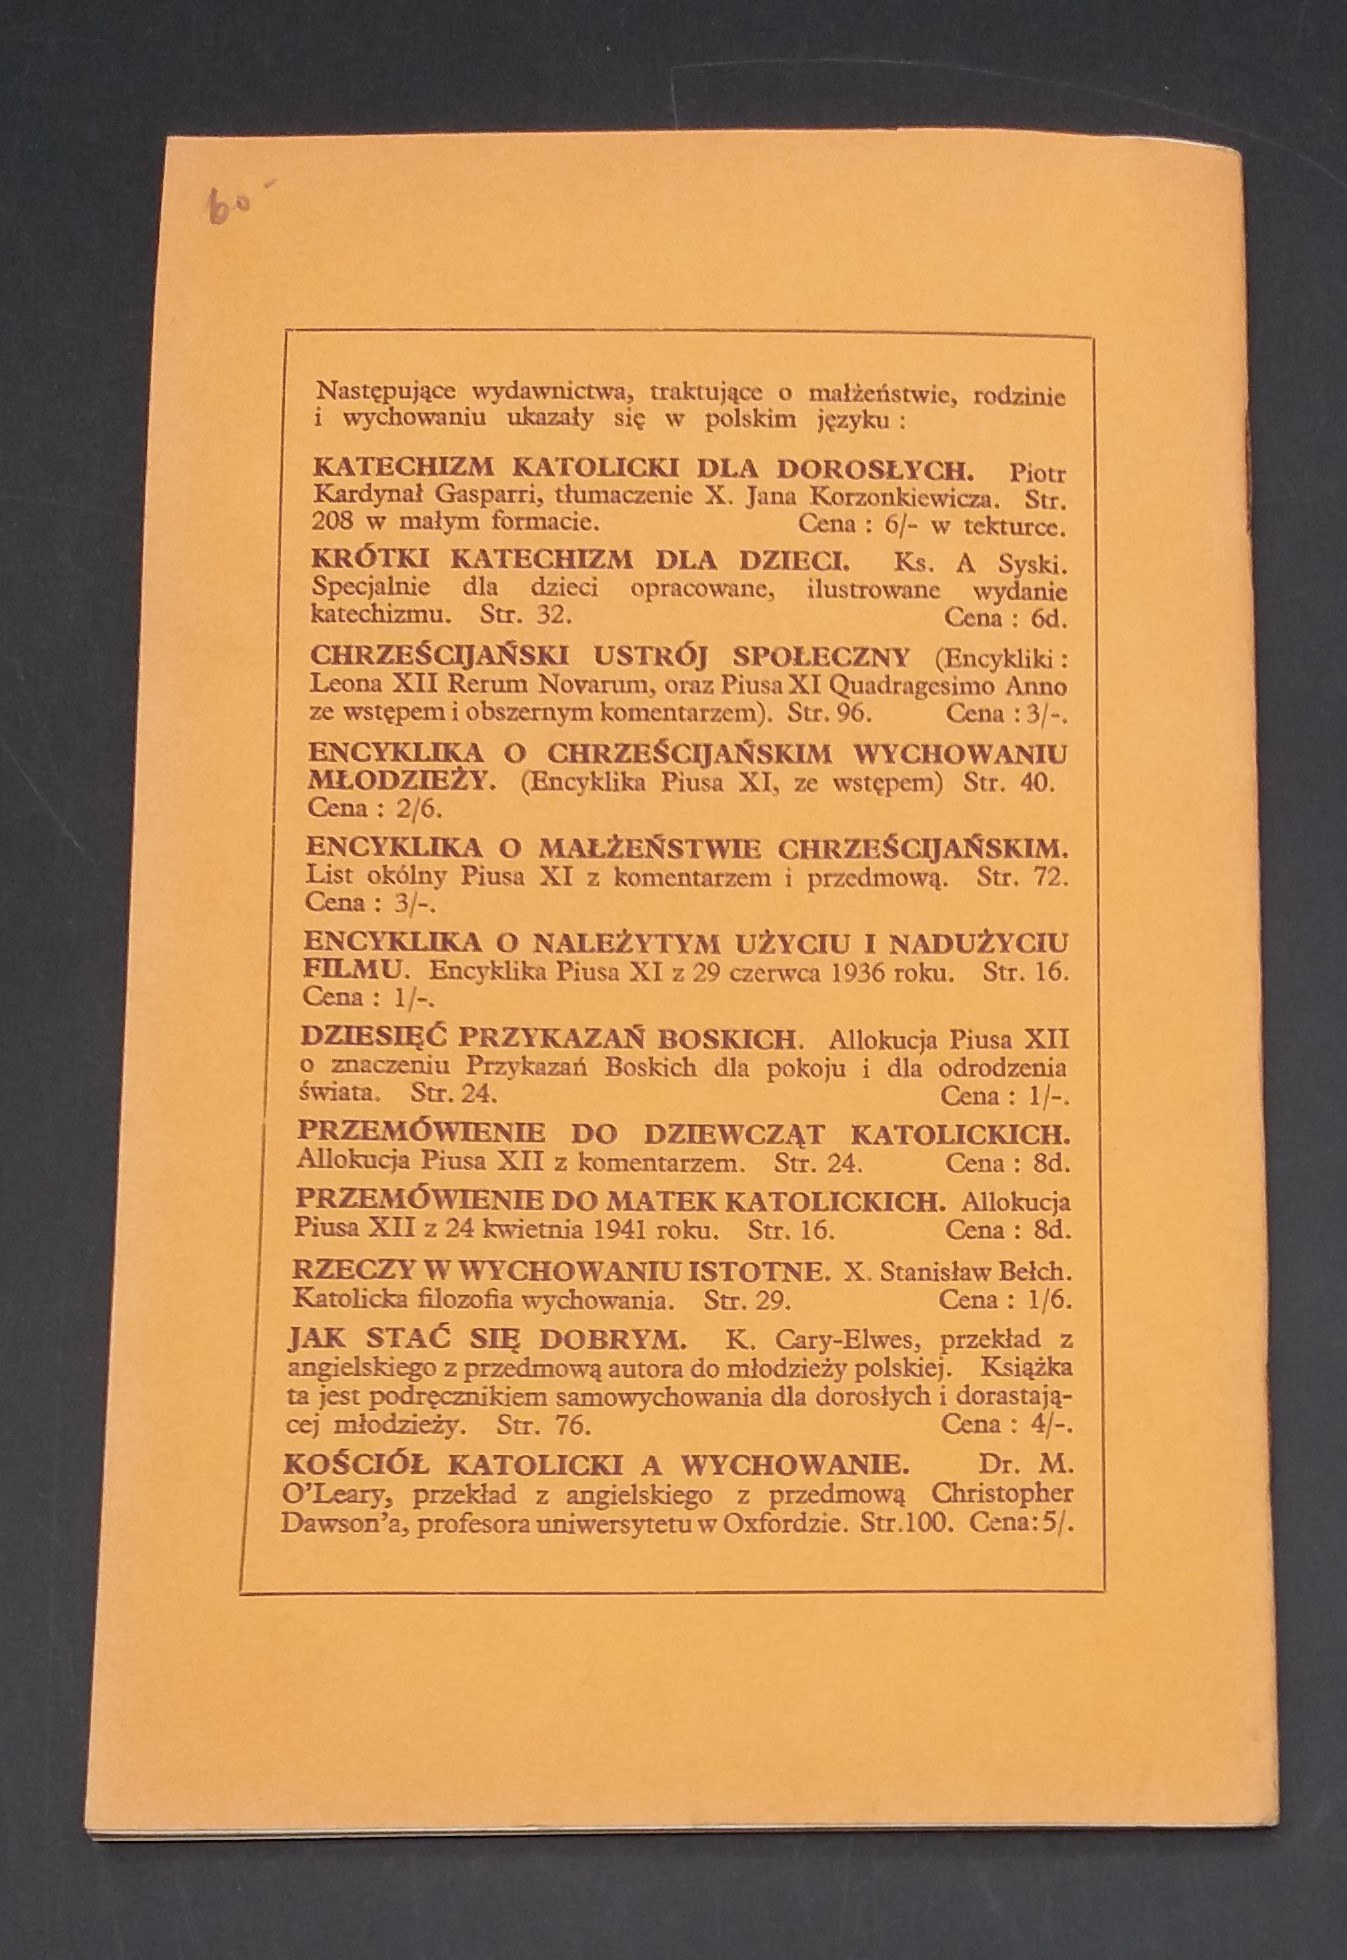 60-
Następujące wydawnictwa, traktujące o małżeństwie, rodzinie
i wychowaniu ukazały się w polskim języku :
KATECHIZM KATOLICKI DLA DOROSŁYCH. Piotr
Kardynał Gasparri, tłumaczenie X. Jana Korzonkiewicza. Str.
208 w małym formacie. Cena : 6/- w tekturce.
KRÓTKI KATECHIZM DLA DZIECI. Ks. A Syski.
Specjalnie dla dzieci opracowane, ilustrowane wydanie
katechizmu. Str. 32. Cena : 6d.
CHRZEŚCIJAŃSKI USTRÓJ SPOŁECZNY (Encykliki :
Leona XII Rerum Novarum, oraz Piusa XI Quadragesimo Anno
ze wstępem i obszernym komentarzem). Str. 96. Cena : 3/-.
ENCYKLIKA O CHRZEŚCIJAŃSKIM WYCHOWANIU
MŁODZIEŻY. (Encyklika Piusa XI, ze wstępem) Str. 40.
Cena : 2/6.
ENCYKLIKA O MAŁŻEŃSTWIE CHRZEŚCIJAŃSKIM.
List okólny Piusa XI z komentarzem i przedmową. Str. 72.
Cena : 3/-.
ENCYKLIKA O NALEŻYTYM UŻYCIU I NADUŻYCIU
FILMU. Encyklika Piusa XI z 29 czerwca 1936 roku. Str. 16.
Cena : 1/-.
DZIESIĘĆ PRZYKAZAŃ BOSKICH. Allokucja Piusa XII
o znaczeniu Przykazań Boskich dla pokoju i dla odrodzenia
świata. Str. 24. Cena : 1/-.
PRZEMÓWIENIE DO DZIEWCZĄT KATOLICKICH.
Allokucja Piusa XII z komentarzem. Str. 24. Cena : 8d.
PRZEMÓWIENIE DO MATEK KATOLICKICH. Allokucja
Piusa XII z 24 kwietnia 1941 roku. Str. 16. Cena : 8d.
RZECZY W WYCHOWANIU ISTOTNE. X. Stanisław Bełch.
Katolicka filozofia wychowania. Str. 29. Cena : 1/6.
JAK STAĆ SIĘ DOBRYM. K. Cary-Elwes, przekład z
angielskiego z przedmową autora do młodzieży polskiej. Książka
ta jest podręcznikiem samowychowania dla dorosłych i dorastają-
cej młodzieży. Str. 76. Cena : 4/-.
KOŚCIÓŁ KATOLICKI A WYCHOWANIE. Dr. M.
O'Leary, przekład z angielskiego z przedmową Christopher
Dawson'a, profesora uniwersytetu w Oxfordzie. Str.100. Cena:5/.